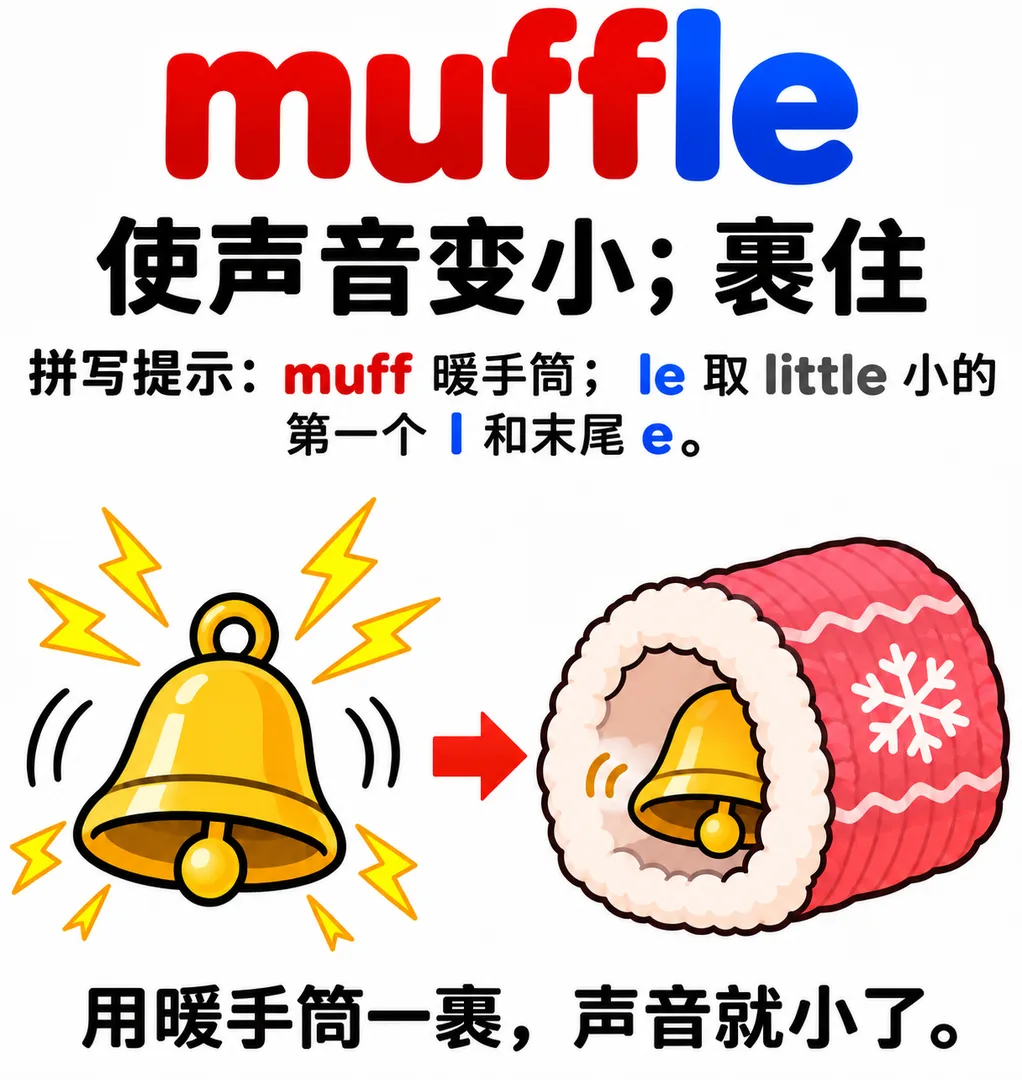 muffle
使声音变小；裹住
拼写提示：muff 暖手筒； le 取 little 小的
第一个 l 和末尾 e。
用暖手筒一裹，声音就小了。